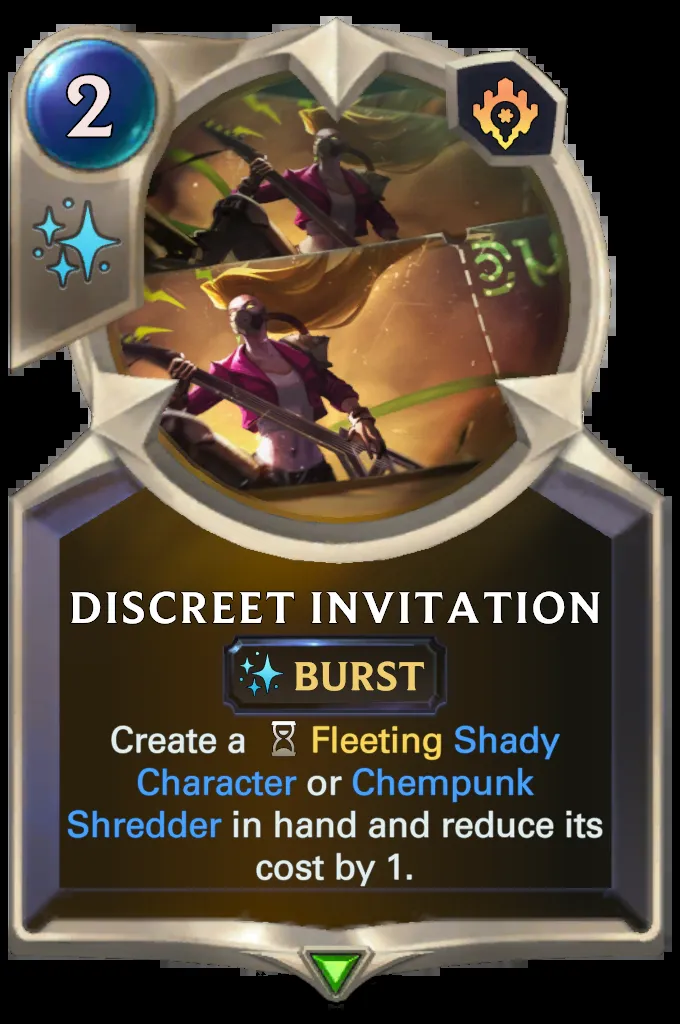 2
DISCREET INVITATION
BURST
Create a Fleeting Shady
Character or Chempunk
Shredder in hand and reduce its
cost by 1.